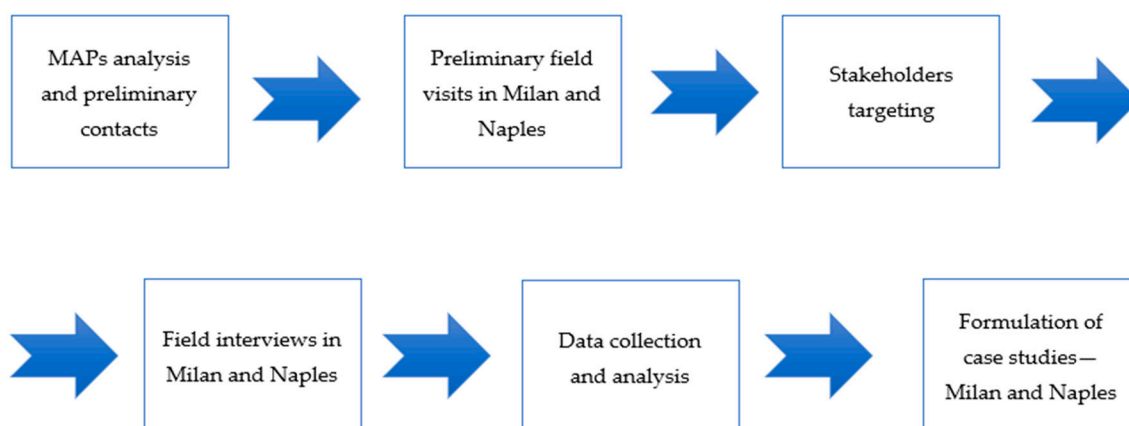 MAPs analysis
and preliminary
contacts
Preliminary field
visits in Milan and
Naples
Stakeholders
targeting
Field interviews in
Milan and Naples
Data collection
and analysis
Formulation of
case studies—
Milan and Naples